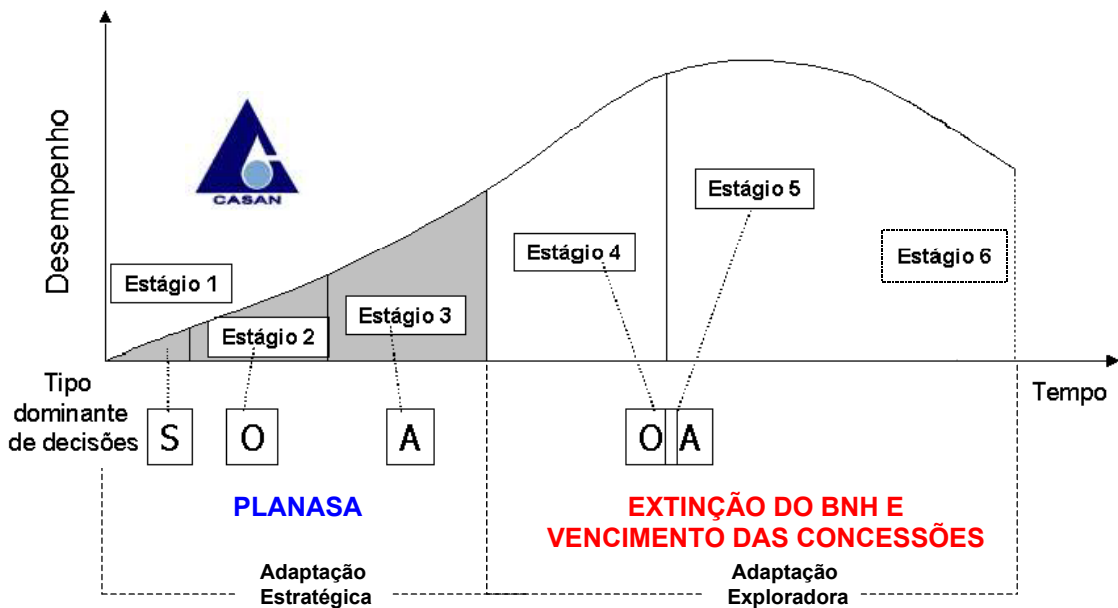 Desempenho
CASAN
Estágio 1
Estágio 2
Estágio 3
Estágio 4
Estágio 5
Estágio 6
Tempo
Tipo
dominante
de decisões
S
O
A
O
A
PLANASA
EXTINÇÃO DO BNH E
VENCIMENTO DAS CONCESSÕES
Adaptação
Estratégica
Adaptação
Exploradora